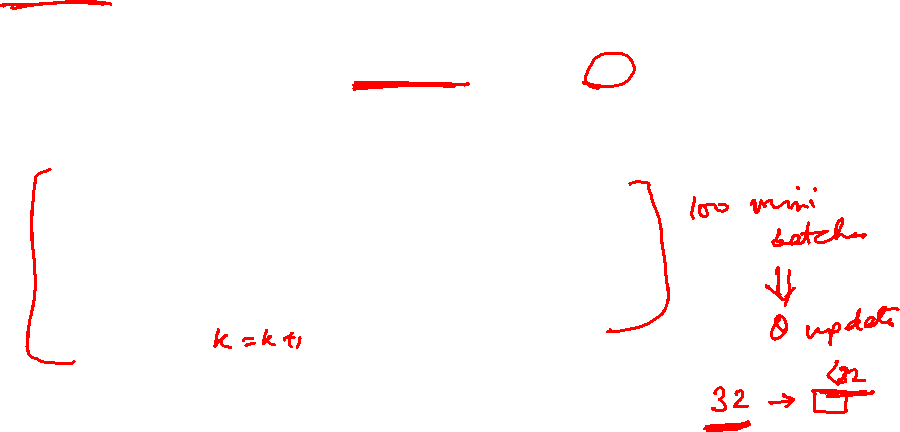 100 mini
batches
⇓
θ update
k = k+1
<32
32 → □